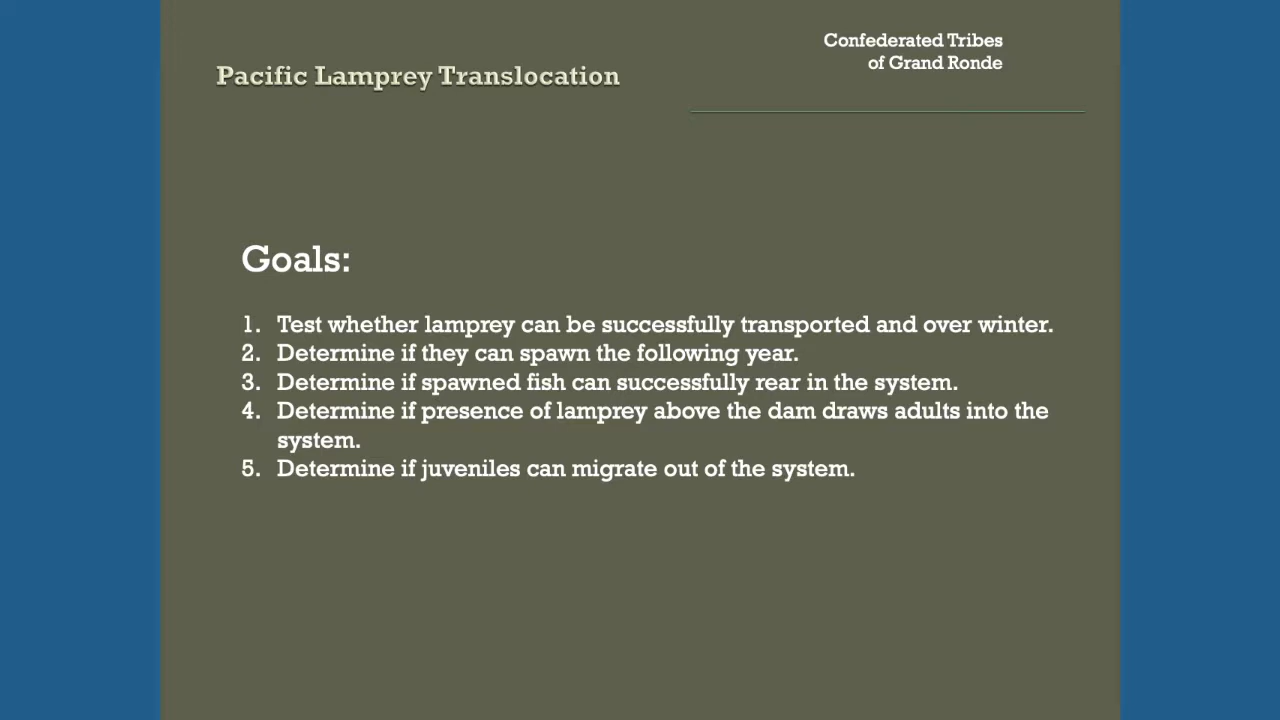 Confederated Tribes
of Grand Ronde
Pacific Lamprey Translocation
Goals:
1. Test whether lamprey can be successfully transported and over winter.
2. Determine if they can spawn the following year.
3. Determine if spawned fish can successfully rear in the system.
4. Determine if presence of lamprey above the dam draws adults into the
system.
5. Determine if juveniles can migrate out of the system.